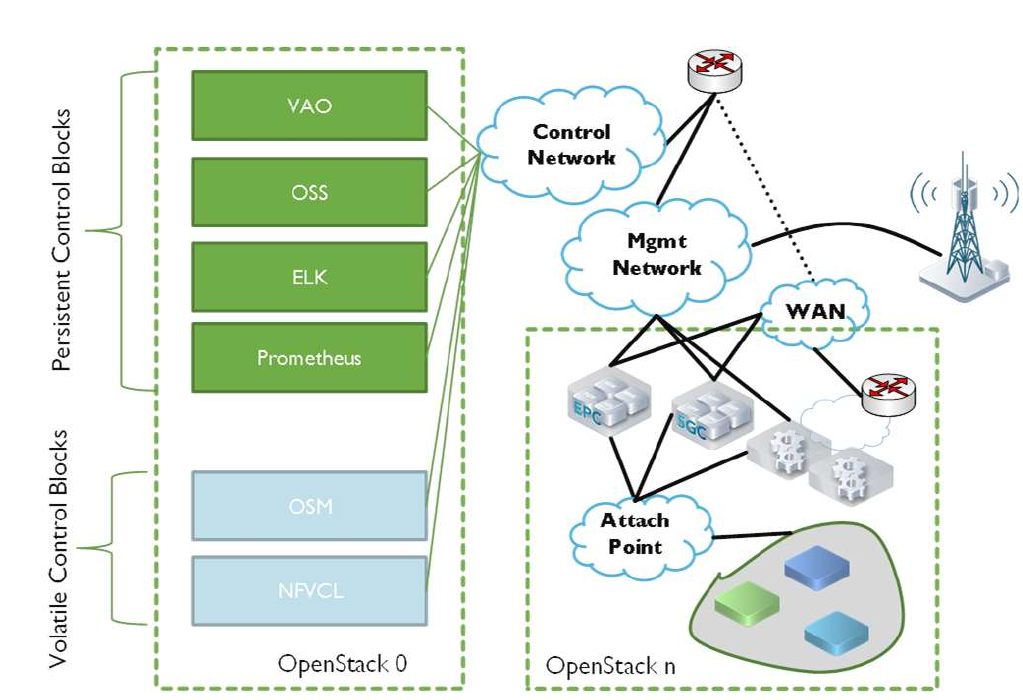 Persistent Control Blocks
VAO
OSS
ELK
Prometheus
Volatile Control Blocks
OSM
NFVCL
OpenStack 0
Control
Network
Mgmt
Network
WAN
EPC
5GC
Attach
Point
OpenStack n